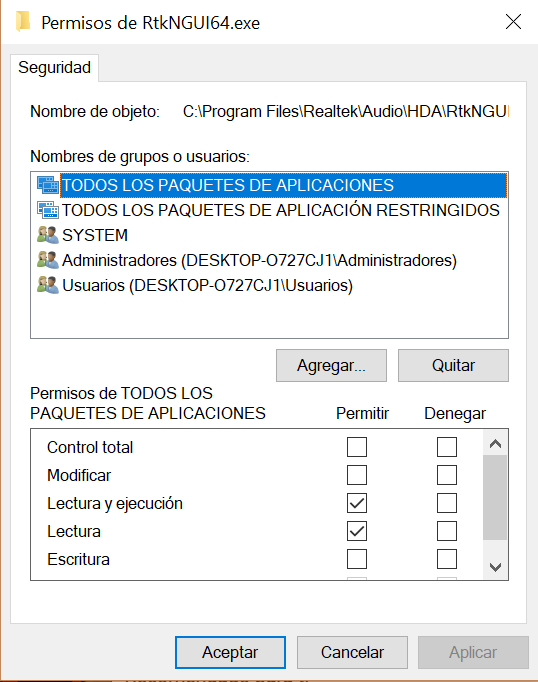 Permisos de RtkNGUI64.exe
Seguridad
Nombre de objeto: C:\Program Files\Realtek\Audio\HDA\RtkNGUI
Nombres de grupos o usuarios:
TODOS LOS PAQUETES DE APLICACIONES
TODOS LOS PAQUETES DE APLICACIÓN RESTRINGIDOS
SYSTEM
Administradores (DESKTOP-O727CJ1\Administradores)
Usuarios (DESKTOP-O727CJ1\Usuarios)
Agregar... Quitar
Permisos de TODOS LOS
PAQUETES DE APLICACIONES Permitir Denegar
Control total
Modificar
Lectura y ejecución
Lectura
Escritura
Aceptar Cancelar Aplicar